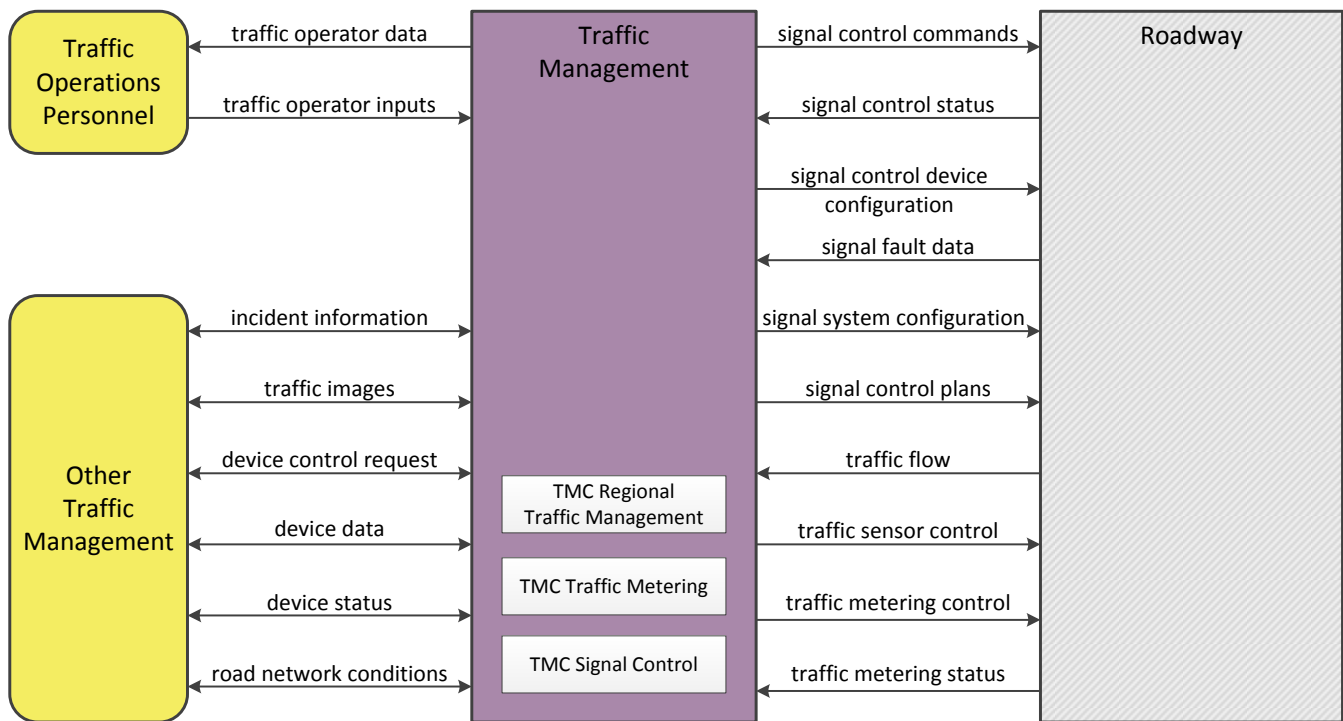 Traffic
Operations
Personnel
traffic operator data
traffic operator inputs
Traffic
Management
signal control commands
Roadway
signal control status
signal control device
configuration
signal fault data
Other
Traffic
Management
incident information
traffic images
device control request
device data
device status
road network conditions
TMC Regional
Traffic Management
TMC Traffic Metering
TMC Signal Control
signal system configuration
signal control plans
traffic flow
traffic sensor control
traffic metering control
traffic metering status